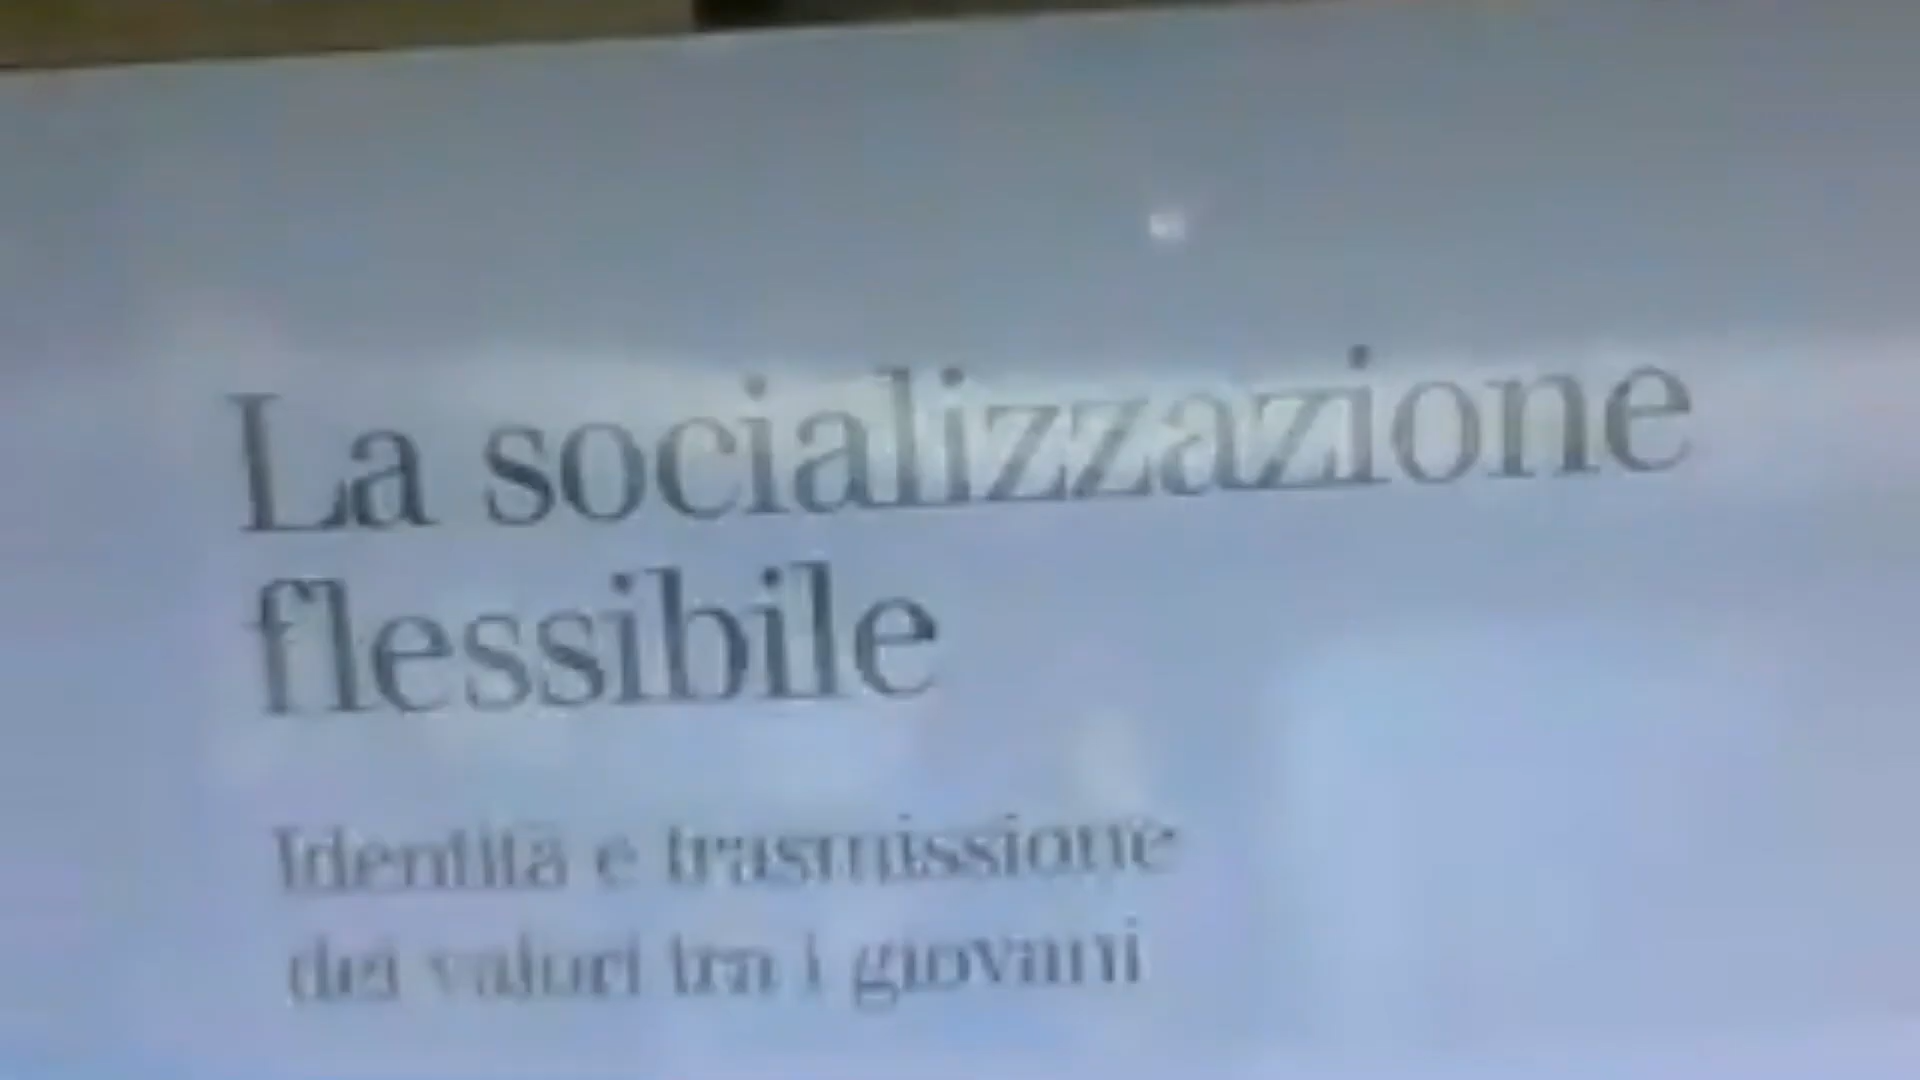 La socializzazione
flessibile
Identità e trasmissione
dei valori tra i giovani